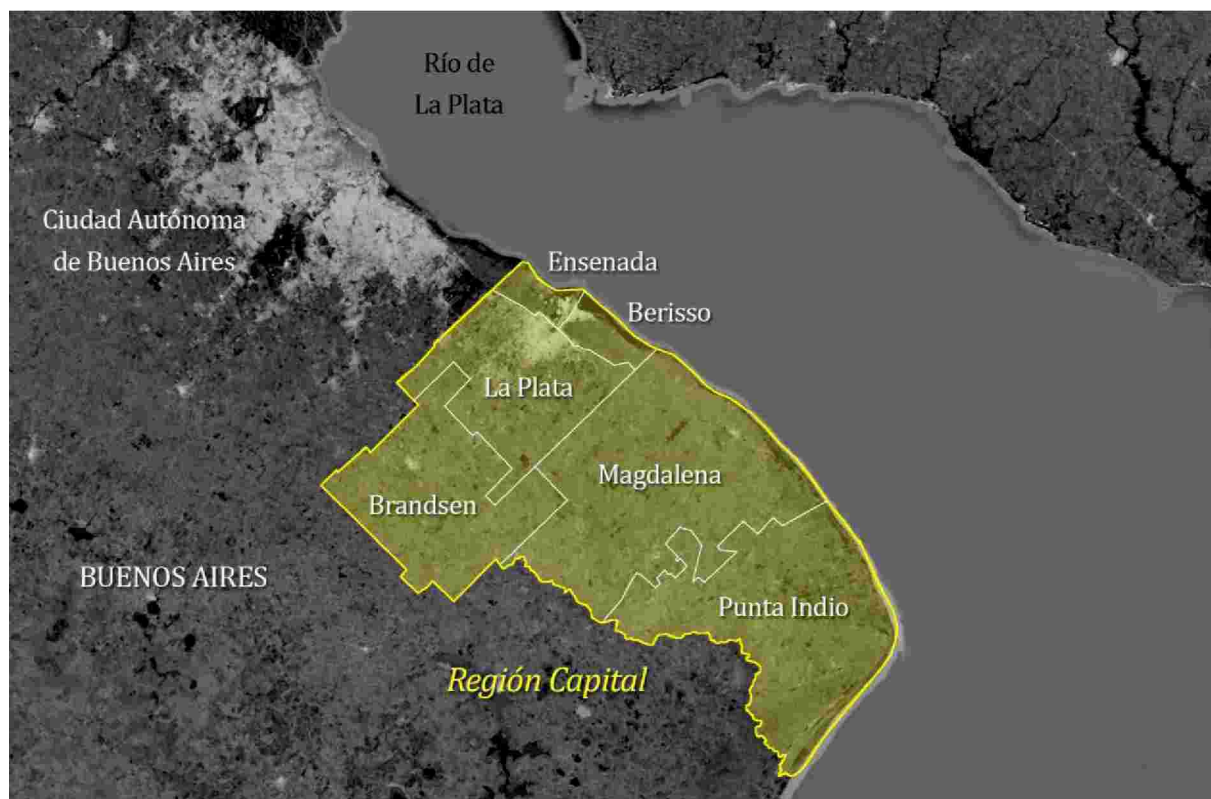 Río de
La Plata
Ciudad Autónoma
de Buenos Aires
Ensenada
Berisso
La Plata
Magdalena
Brandsen
BUENOS AIRES
Punta Indio
Región Capital